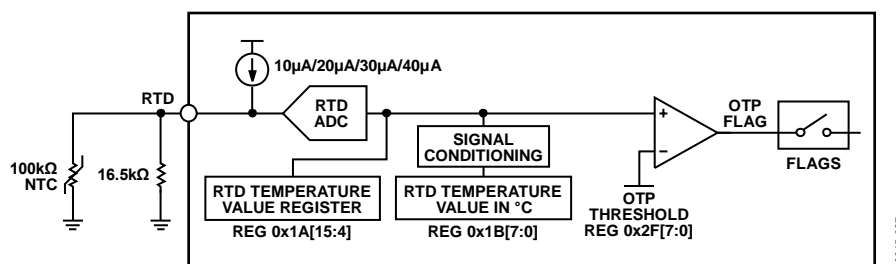 10µA/20µA/30µA/40µA
RTD
RTD
ADC
OTP
FLAG
+
−
SIGNAL
CONDITIONING
FLAGS
100kΩ
NTC
16.5kΩ
RTD TEMPERATURE
VALUE REGISTER
RTD TEMPERATURE
VALUE IN °C
OTP
THRESHOLD
REG 0x2F[7:0]
REG 0x1A[15:4]
REG 0x1B[7:0]